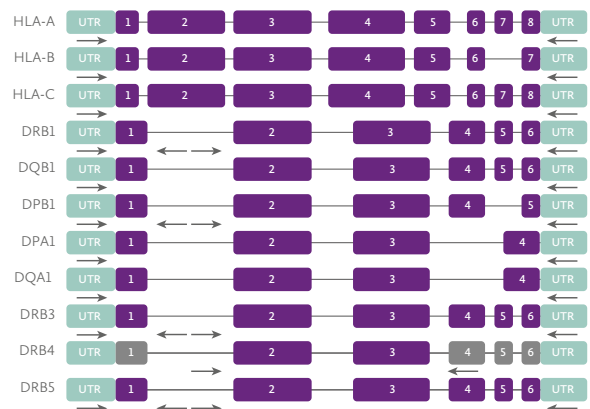 HLA-A UTR 1 2 3 4 5 6 7 8 UTR
HLA-B UTR 1 2 3 4 5 6 7 UTR
HLA-C UTR 1 2 3 4 5 6 7 8 UTR
DRB1 UTR 1 2 3 4 5 6 UTR
DQB1 UTR 1 2 3 4 5 6 UTR
DPB1 UTR 1 2 3 4 5 UTR
DPA1 UTR 1 2 3 4 UTR
DQA1 UTR 1 2 3 4 UTR
DRB3 UTR 1 2 3 4 5 6 UTR
DRB4 UTR 1 2 3 4 5 6 UTR
DRB5 UTR 1 2 3 4 5 6 UTR